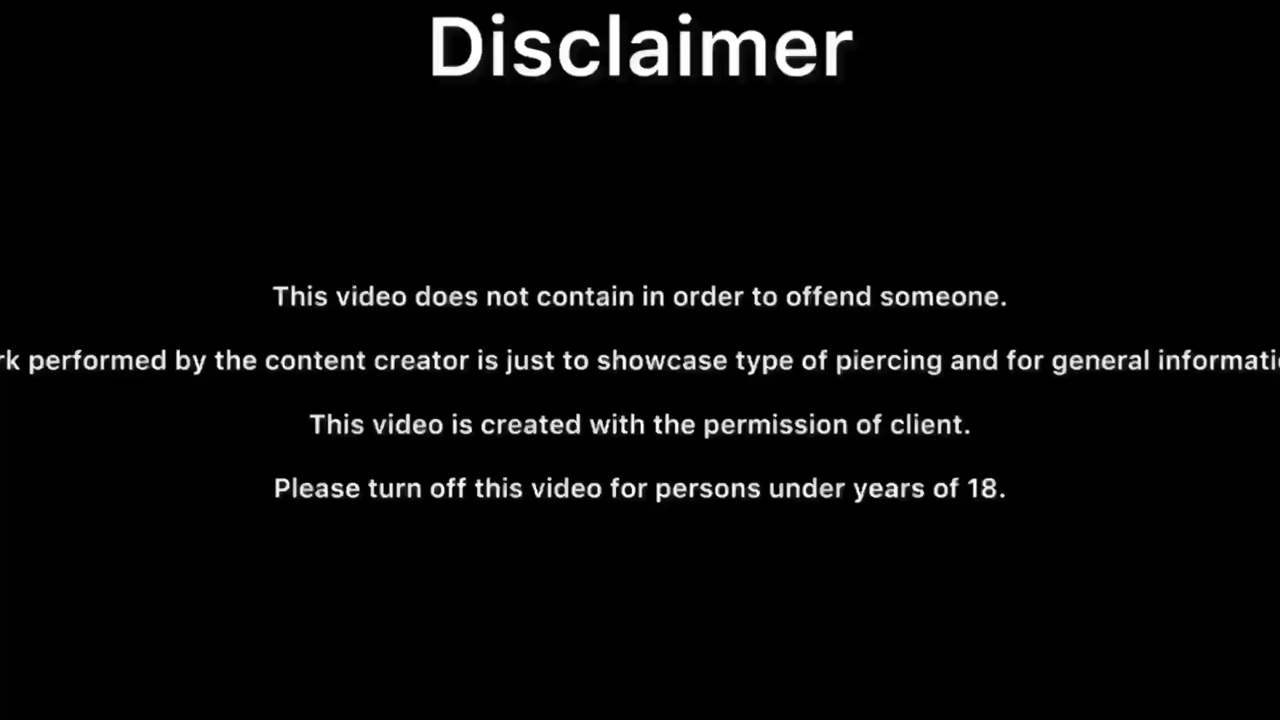 Disclaimer
This video does not contain in order to offend someone.
performed by the content creator is just to showcase type of piercing and for general
This video is created with the permission of client.
Please turn off this video for persons under years of 18.